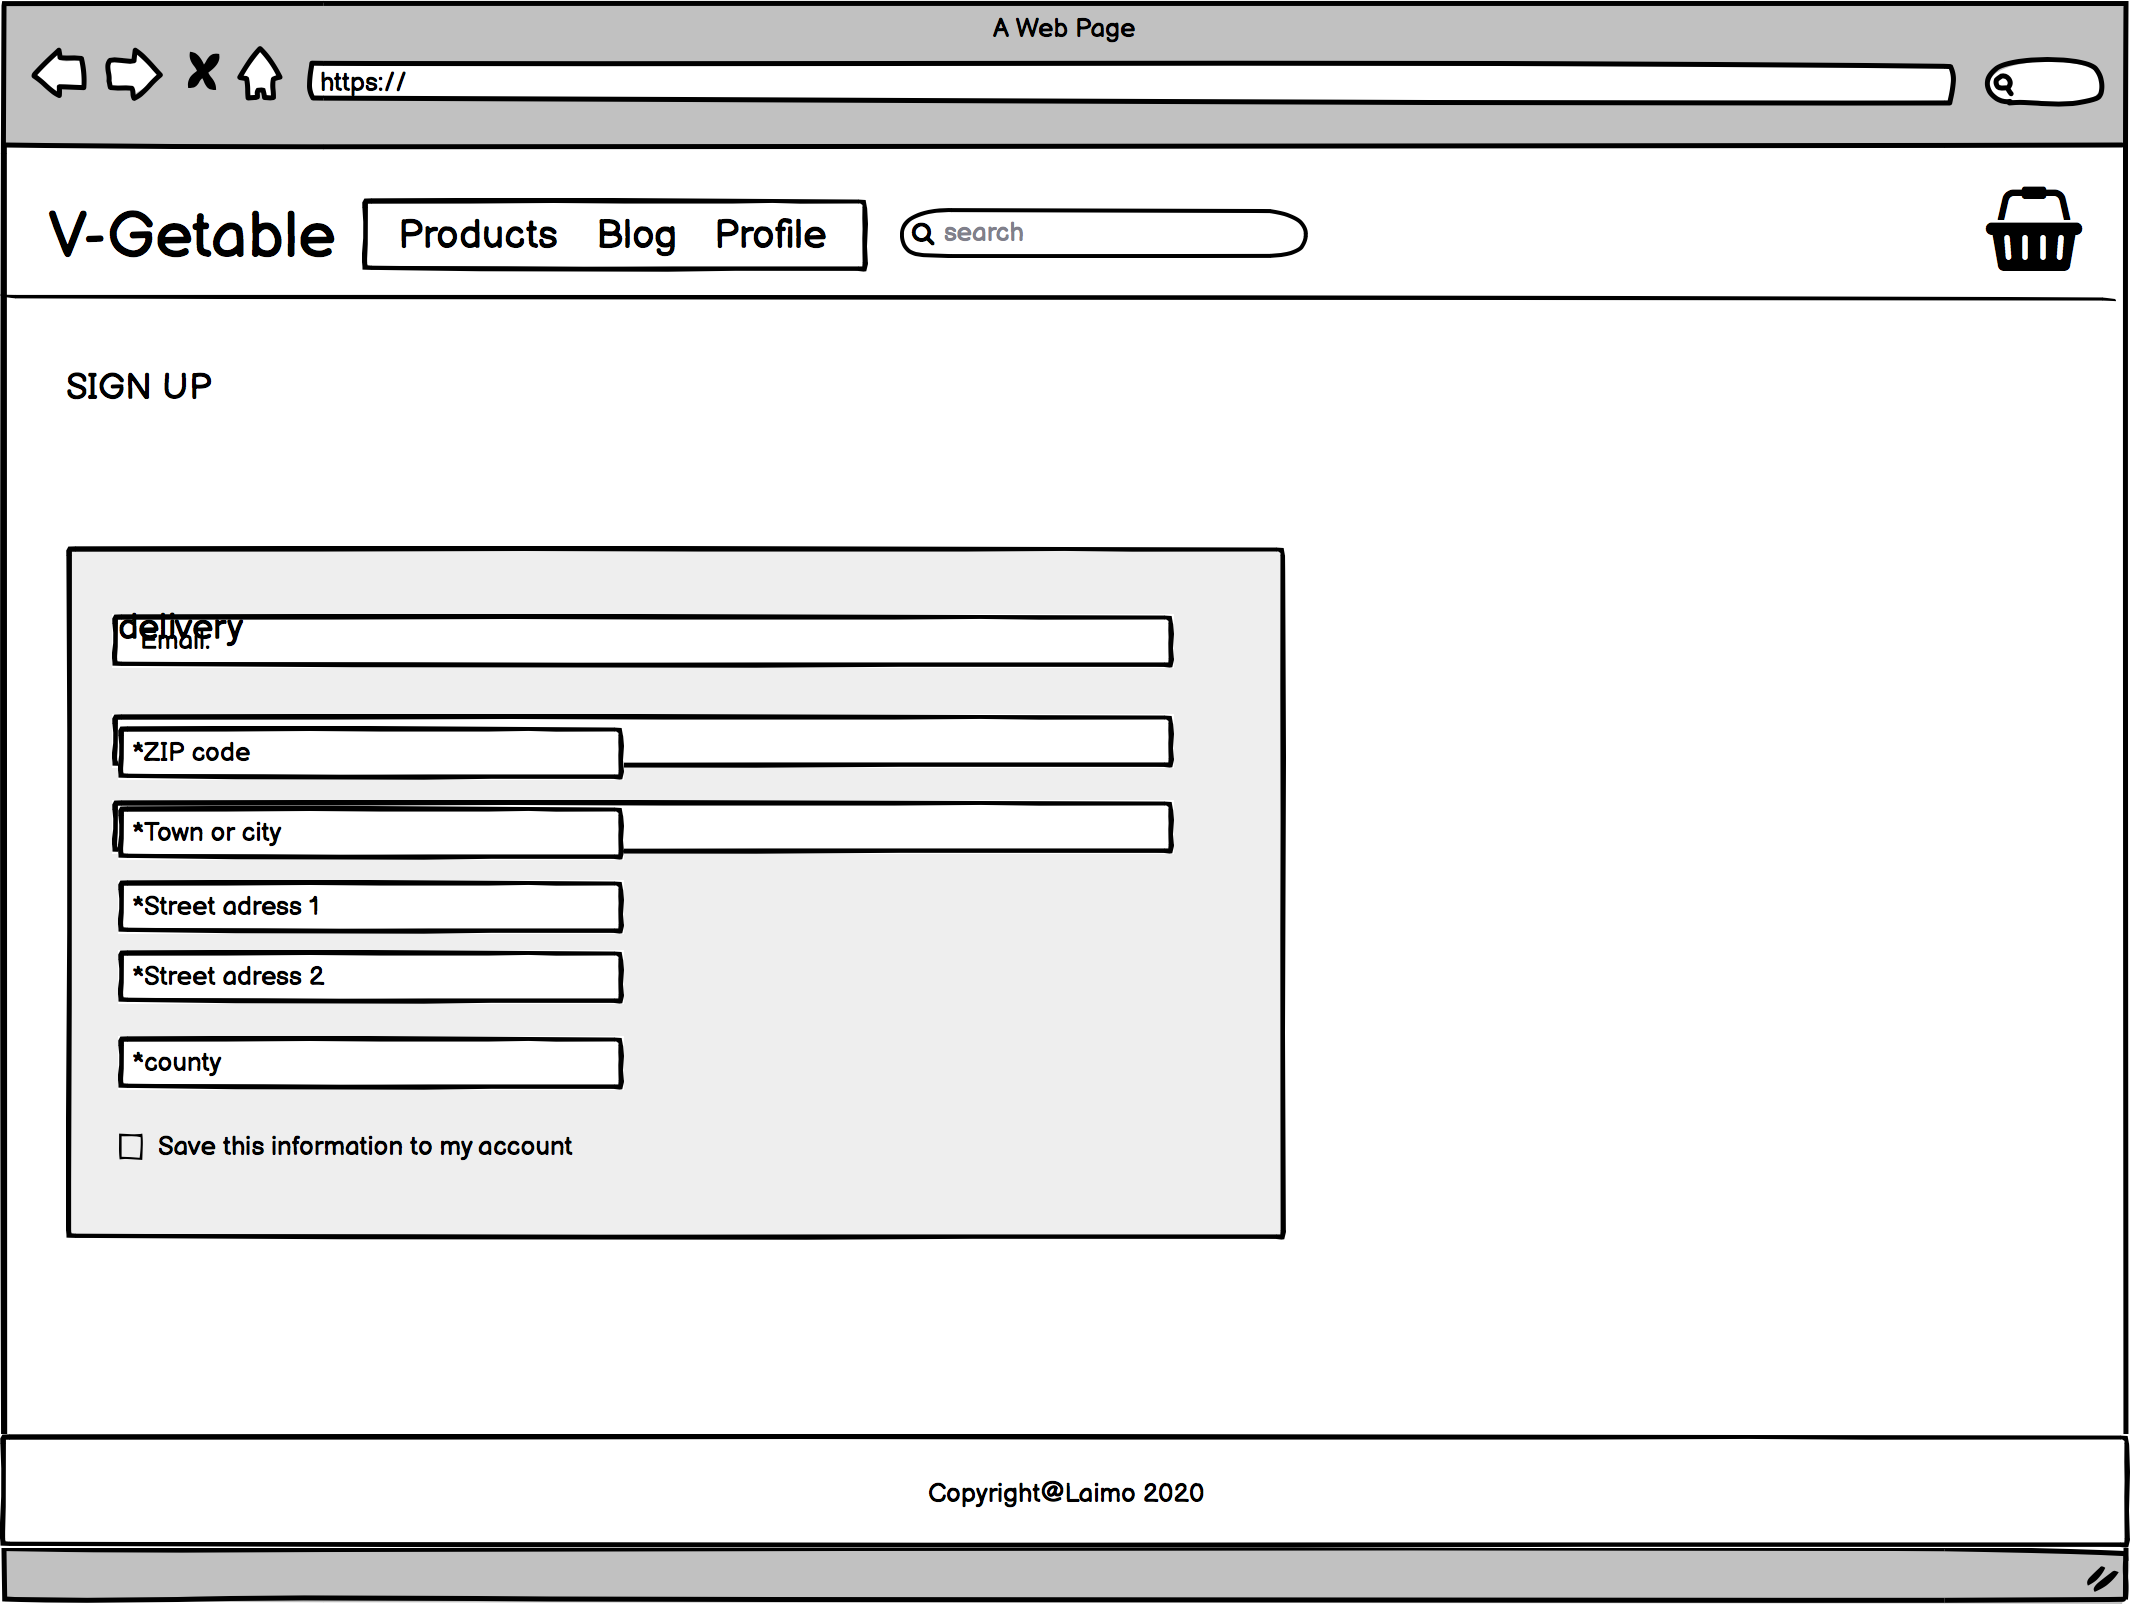 A Web Page
https://
V-Getable
Products Blog Profile
search
SIGN UP
delivery
Email:
*ZIP code
*Town or city
*Street adress 1
*Street adress 2
*county
Save this information to my account
Copyright@Laimo 2020